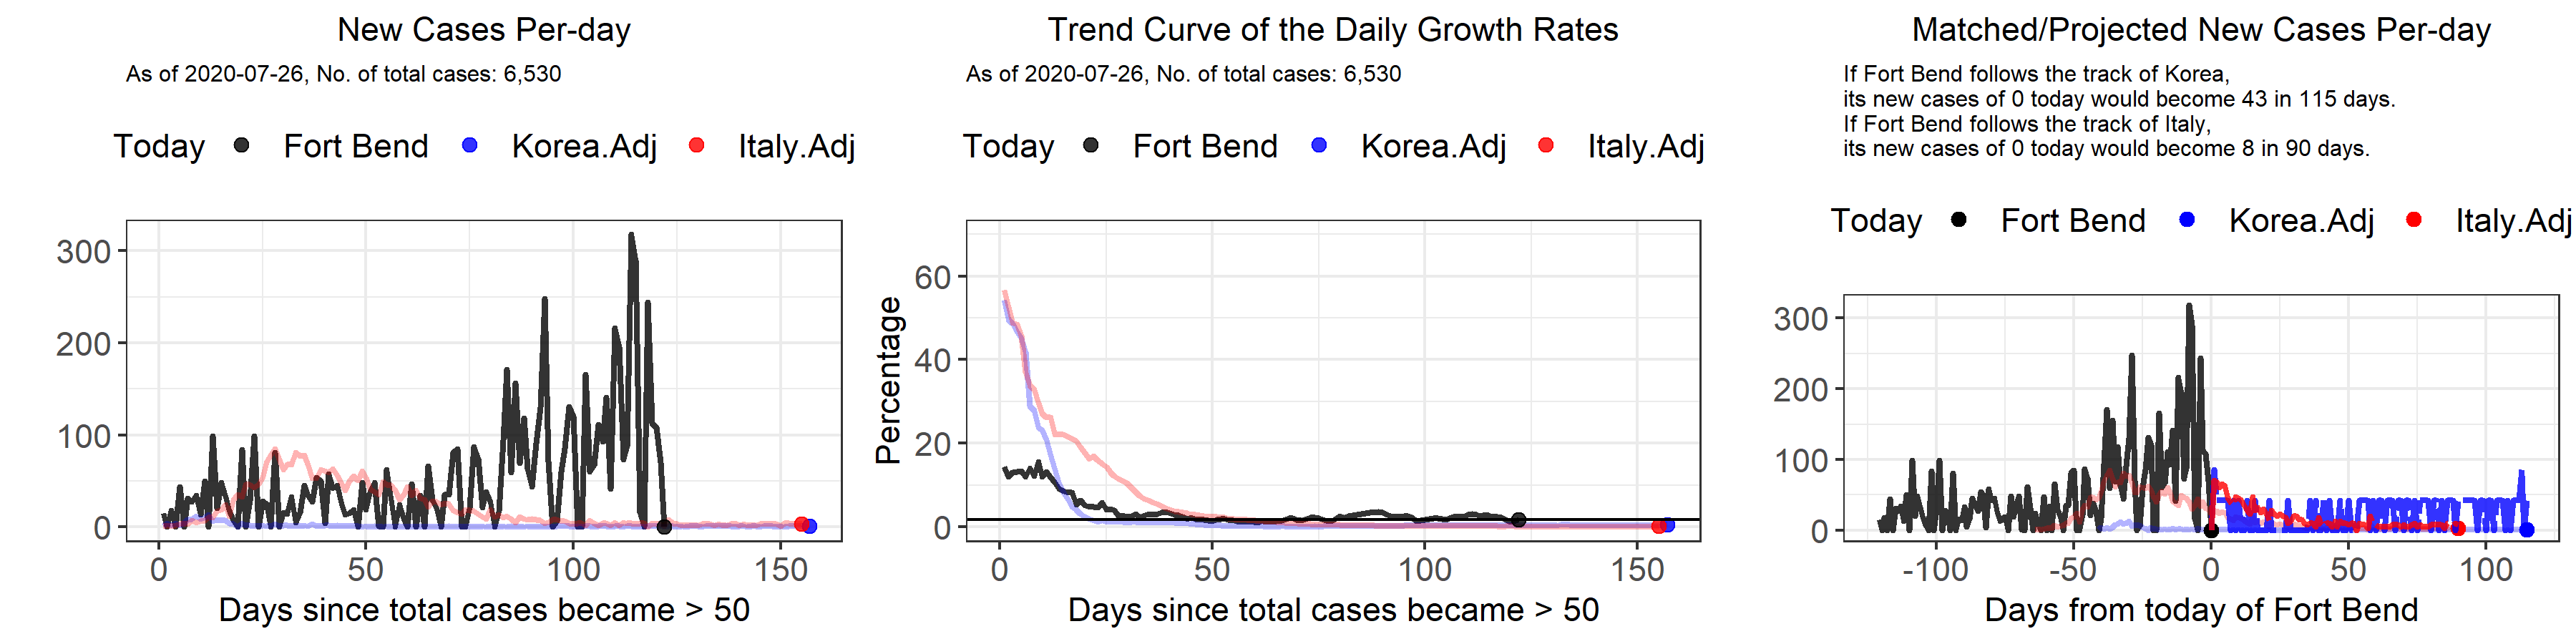 New Cases Per-day
As of 2020-07-26, No. of total cases: 6,530
Today Fort Bend Korea.Adj Italy.Adj
300
200
100
0
0 50 100 150
Days since total cases became > 50
Trend Curve of the Daily Growth Rates
As of 2020-07-26, No. of total cases: 6,530
Today Fort Bend Korea.Adj Italy.Adj
Percentage
60
40
20
0
0 50 100 150
Days since total cases became > 50
Matched/Projected New Cases Per-day
If Fort Bend follows the track of Korea,
its new cases of 0 today would become 43 in 115 days.
If Fort Bend follows the track of Italy,
its new cases of 0 today would become 8 in 90 days.
Today Fort Bend Korea.Adj Italy.Adj
300
200
100
0
-100 -50 0 50 100
Days from today of Fort Bend